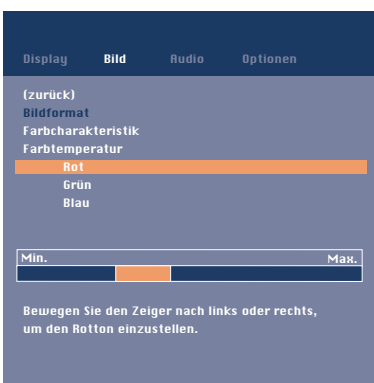 Display Bild Audio Optionen
(zurück)
Bildformat
Farbcharakteristik
Farbtemperatur
Rot
Grün
Blau
Min. Max.
Bewegen Sie den Zeiger nach links oder rechts,
um den Rotton einzustellen.